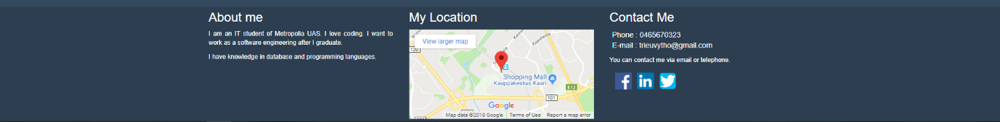 About me
I am an IT student of Metropolia UAS. I love coding. I want to
work as a software engineering after I graduate.
I have knowledge in database and programming languages.
My Location
View larger map
120
Shopping Mall
Kauppakeskus Kaari
E12
101
101
Google
Map data ©2018 Google Terms of Use Report a map error
Contact Me
Phone : 0465670323
E-mail : trieuvytho@gmail.com
You can contact me via email or telephone.
f in